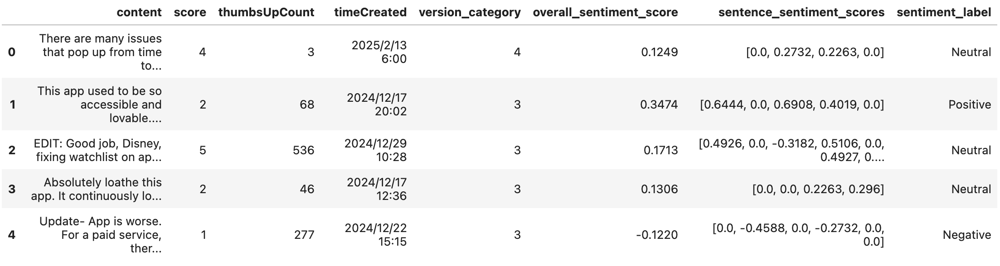 content score thumbsUpCount timeCreated version_category overall_sentiment_score sentence_sentiment_scores sentiment_label
0 There are many issues that pop up from time to... 4 3 2025/2/13 6:00 4 0.1249 [0.0, 0.2732, 0.2263, 0.0] Neutral
1 This app used to be so accessible and lovable.... 2 68 2024/12/17 20:02 3 0.3474 [0.6444, 0.0, 0.6908, 0.4019, 0.0] Positive
2 EDIT: Good job, Disney, fixing watchlist on ap... 5 536 2024/12/29 10:28 3 0.1713 [0.4926, 0.0, -0.3182, 0.5106, 0.0, 0.4927, 0.... Neutral
3 Absolutely loathe this app. It continuously lo... 2 46 2024/12/17 12:36 3 0.1306 [0.0, 0.0, 0.2263, 0.296] Neutral
4 Update- App is worse. For a paid service, ther... 1 277 2024/12/22 15:15 3 -0.1220 [0.0, -0.4588, 0.0, -0.2732, 0.0, 0.0] Negative